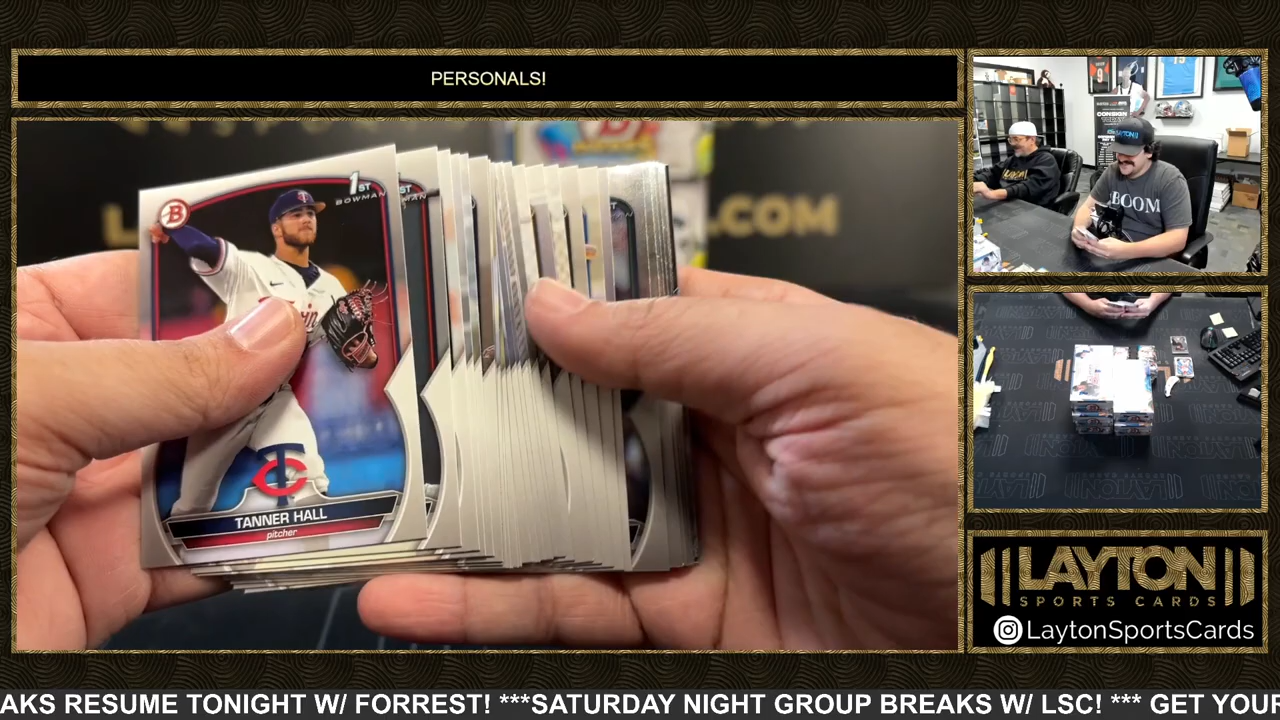 PERSONALS!
1ST
BOWMAN
B
TANNER HALL
pitcher
.COM
CONSIGN
BOOM
LAYTON
SPORTS CARDS
LaytonSportsCards
AKS RESUME TONIGHT W/ FORREST! ***SATURDAY NIGHT GROUP BREAKS W/ LSC! *** GET YOUR